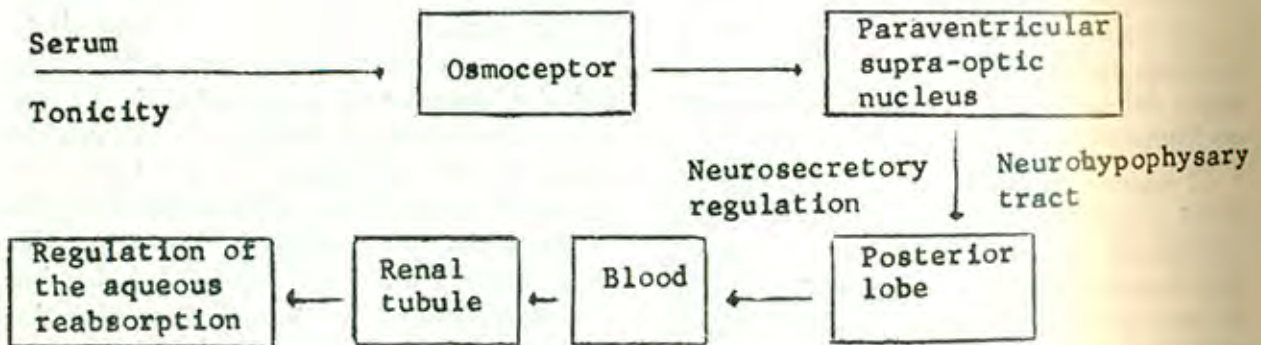 Serum
Tonicity
Osmoceptor
Paraventricular
supra-optic
nucleus
Neurosecretory
regulation
Neurohypophysary
tract
Regulation of
the aqueous
reabsorption
Renal
tubule
Blood
Posterior
lobe